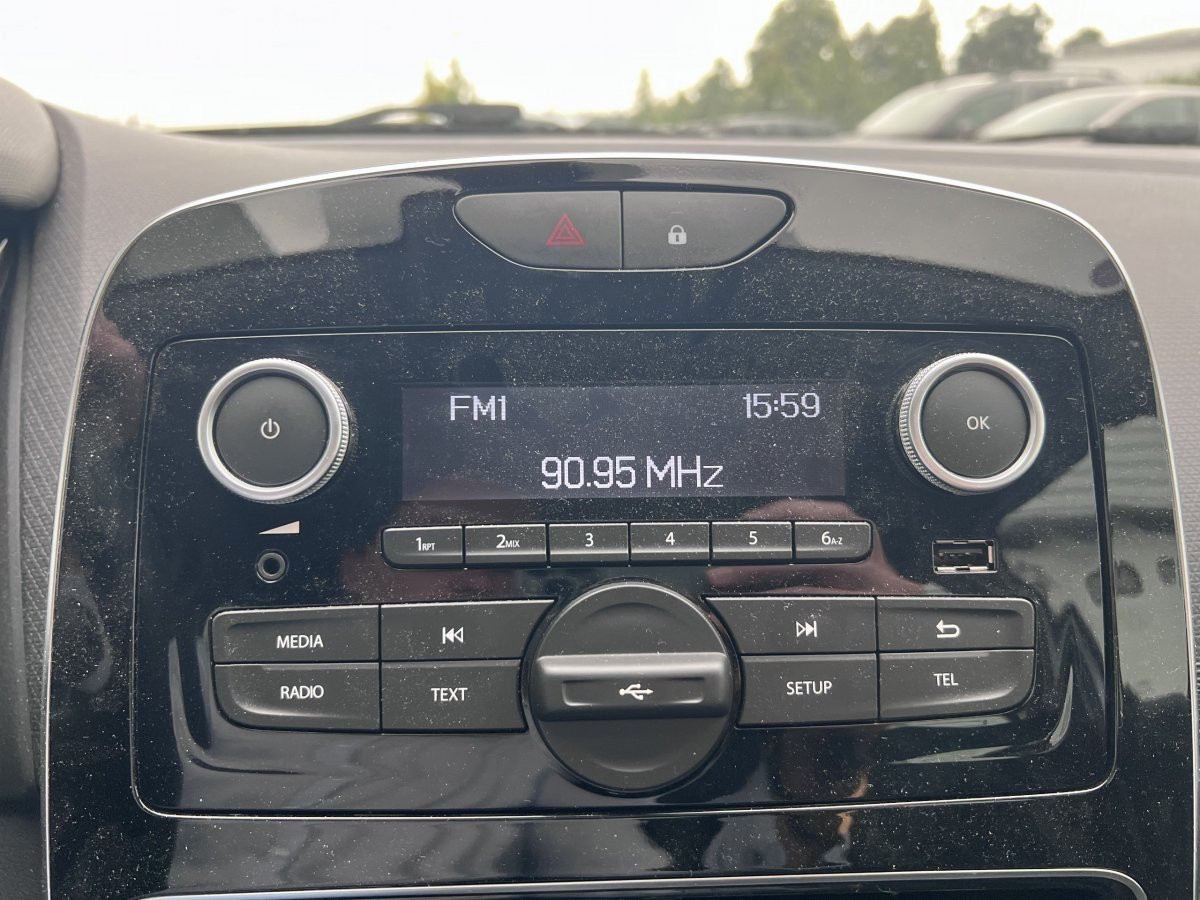 FM1 15:59
90.95 MHz
OK
1RPT 2MIX 3 4 5 6A-Z
MEDIA
RADIO TEXT
SETUP TEL